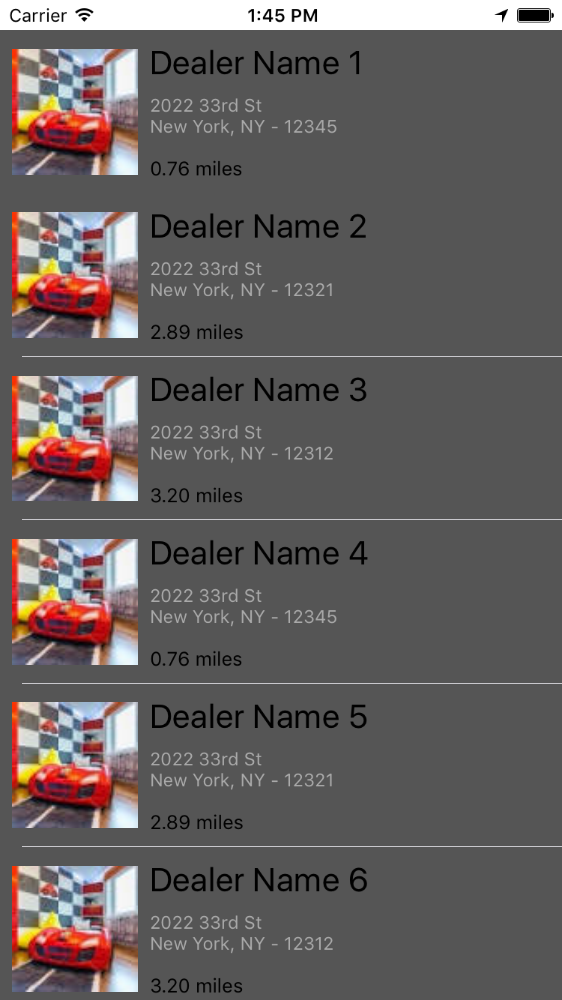 Carrier 1:45 PM
Dealer Name 1
2022 33rd St
New York, NY - 12345
0.76 miles
Dealer Name 2
2022 33rd St
New York, NY - 12321
2.89 miles
Dealer Name 3
2022 33rd St
New York, NY - 12312
3.20 miles
Dealer Name 4
2022 33rd St
New York, NY - 12345
0.76 miles
Dealer Name 5
2022 33rd St
New York, NY - 12321
2.89 miles
Dealer Name 6
2022 33rd St
New York, NY - 12312
3.20 miles